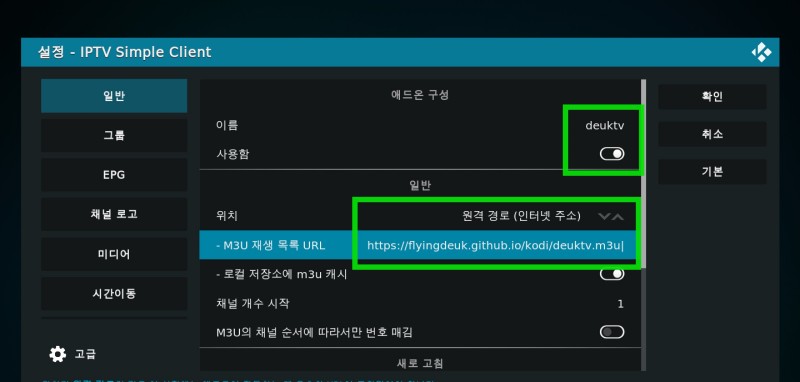 설정 - IPTV Simple Client
일반
그룹
EPG
채널 로고
미디어
시간이동
고급
애드온 구성
이름 deuktv
사용함
일반
위치 원격 경로 (인터넷 주소)
- M3U 재생 목록 URL https://flyingdeuk.github.io/kodi/deuktv.m3u|
- 로컬 저장소에 m3u 캐시
채널 개수 시작 1
M3U의 채널 순서에 따라서만 번호 매김
새로 고침
확인
취소
기본